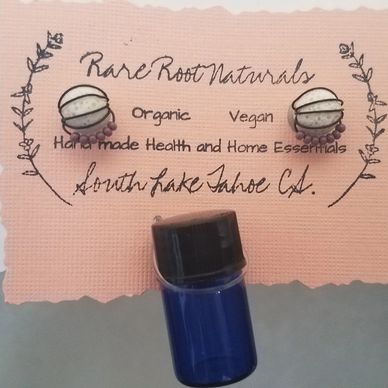 Rare Root Naturals
Organic Vegan
Hand made Health and Home Essentials
South Lake Tahoe CA.